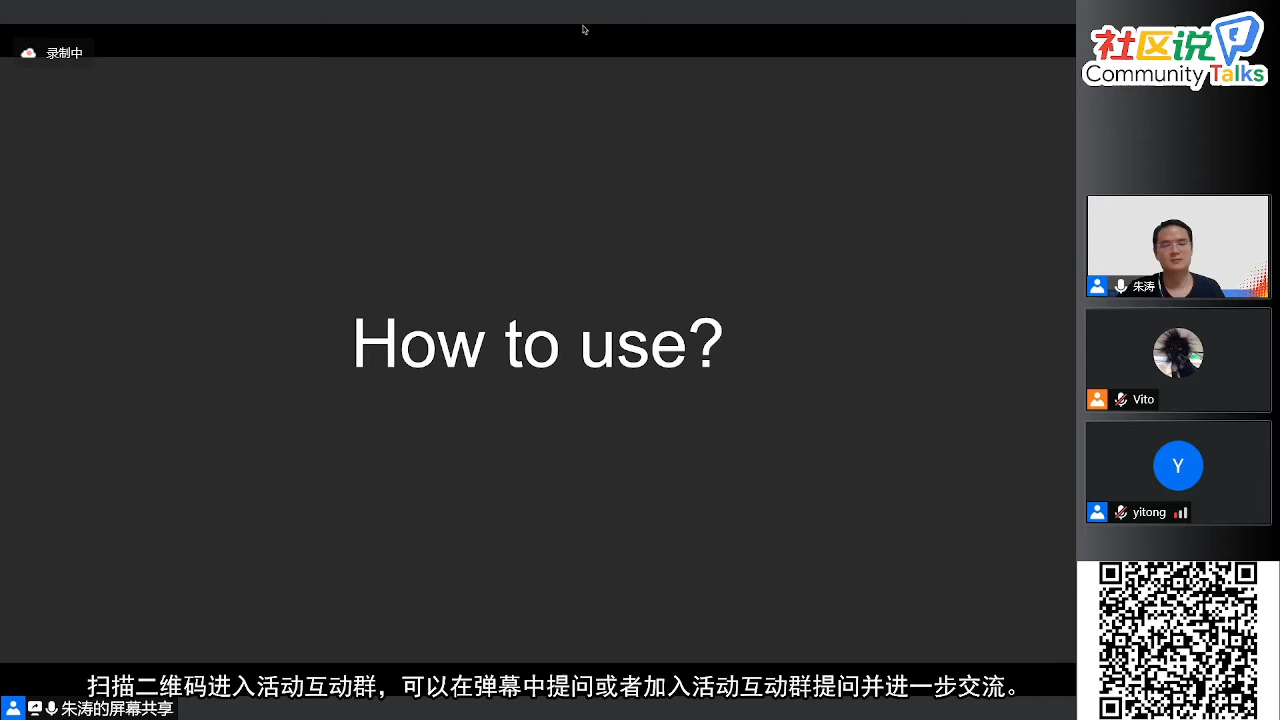 录制中
社区说
Community Talks
How to use?
朱涛
Vito
Y
yitong
扫描二维码进入活动互动群，可以在弹幕中提问或者加入活动互动群提问并进一步交流。
朱涛的屏幕共享